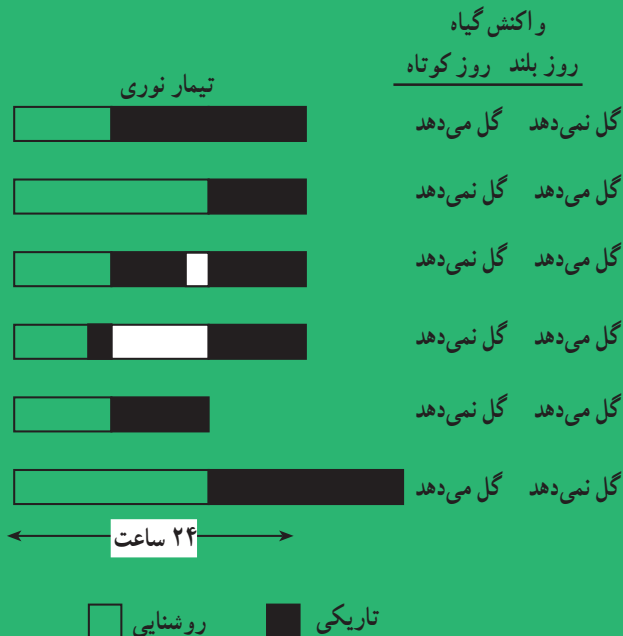 واکنش گیاه
روز بلند روز کوتاه
تیمار نوری
گل نمی‌دهد گل می‌دهد
گل می‌دهد گل نمی‌دهد
گل می‌دهد گل نمی‌دهد
گل می‌دهد گل نمی‌دهد
گل می‌دهد گل نمی‌دهد
گل نمی‌دهد گل می‌دهد
۲۴ ساعت
تاریکی روشنایی